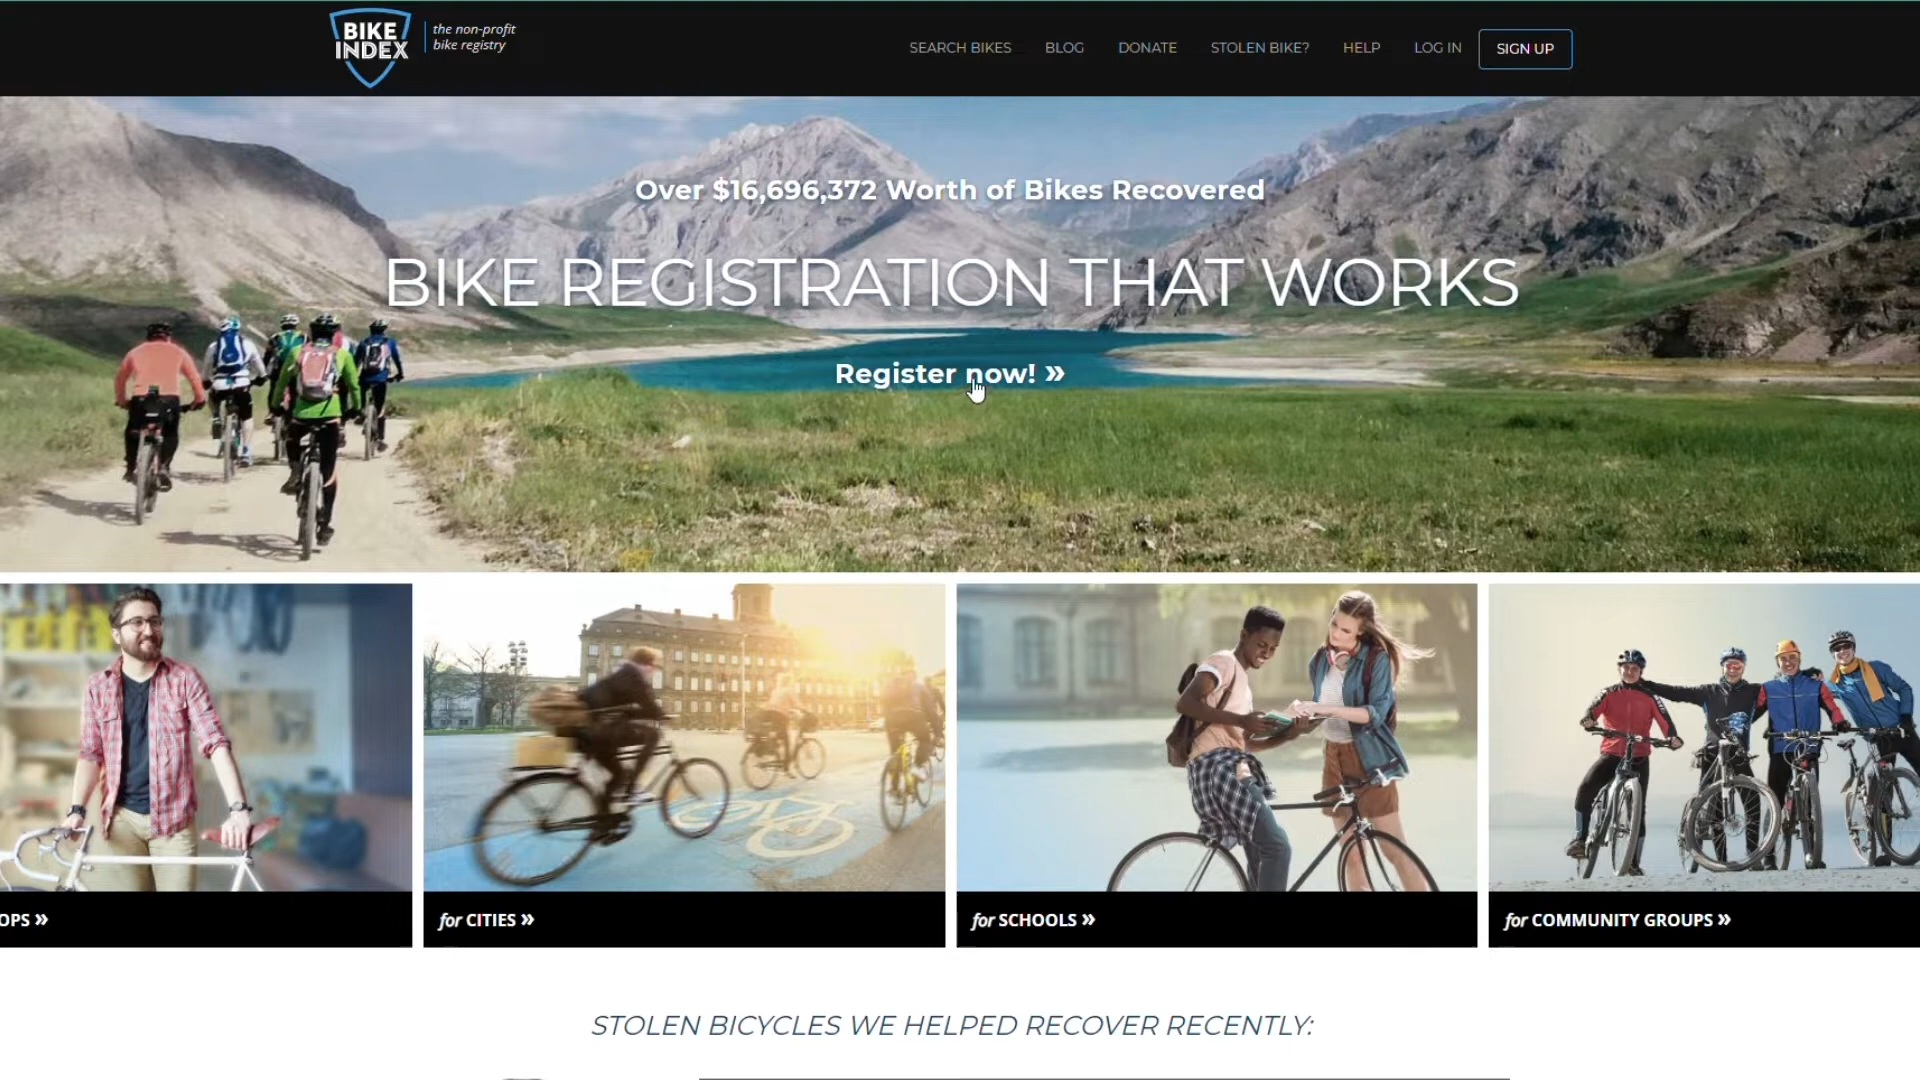 BIKE
INDEX
the non-profit
bike registry
SEARCH BIKES
BLOG
DONATE
STOLEN BIKE?
HELP
LOG IN
SIGN UP
Over $16,696,372 Worth of Bikes Recovered
BIKE REGISTRATION THAT WORKS
Register now! »
OPS »
for CITIES »
for SCHOOLS »
for COMMUNITY GROUPS »
STOLEN BICYCLES WE HELPED RECOVER RECENTLY: